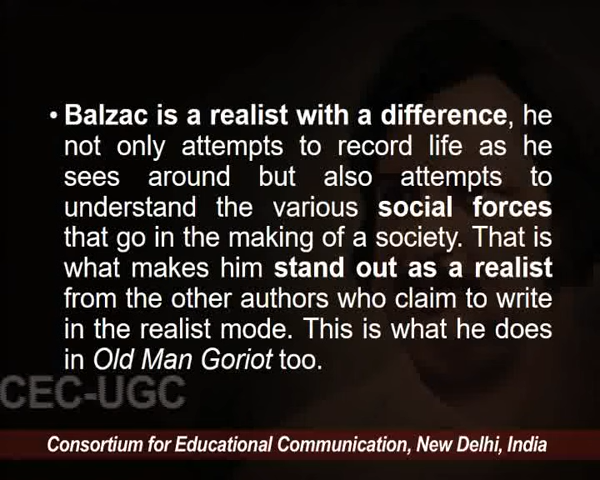 • Balzac is a realist with a difference, he
not only attempts to record life as he
sees around but also attempts to
understand the various social forces
that go in the making of a society. That is
what makes him stand out as a realist
from the other authors who claim to write
in the realist mode. This is what he does
in Old Man Goriot too.
CEC-UGC
Consortium for Educational Communication, New Delhi, India